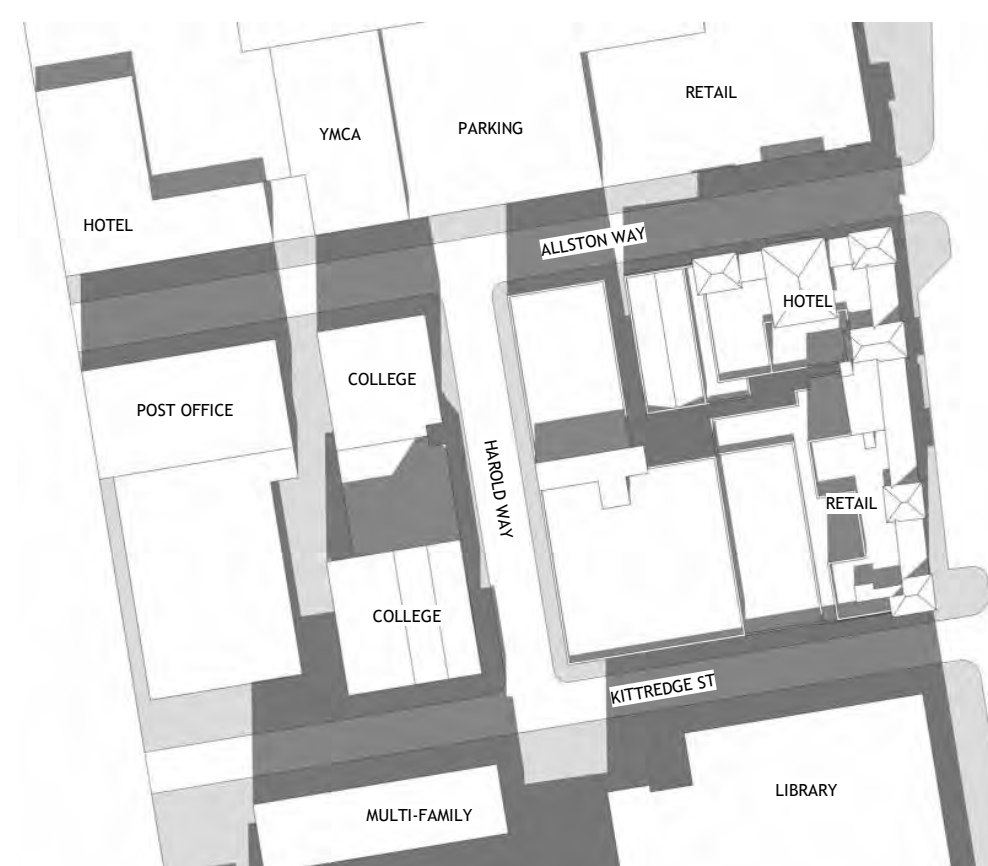 RETAIL
YMCA
PARKING
HOTEL
ALLSTON WAY
HOTEL
COLLEGE
POST OFFICE
HAROLD WAY
RETAIL
COLLEGE
KITTREDGE ST
LIBRARY
MULTI-FAMILY